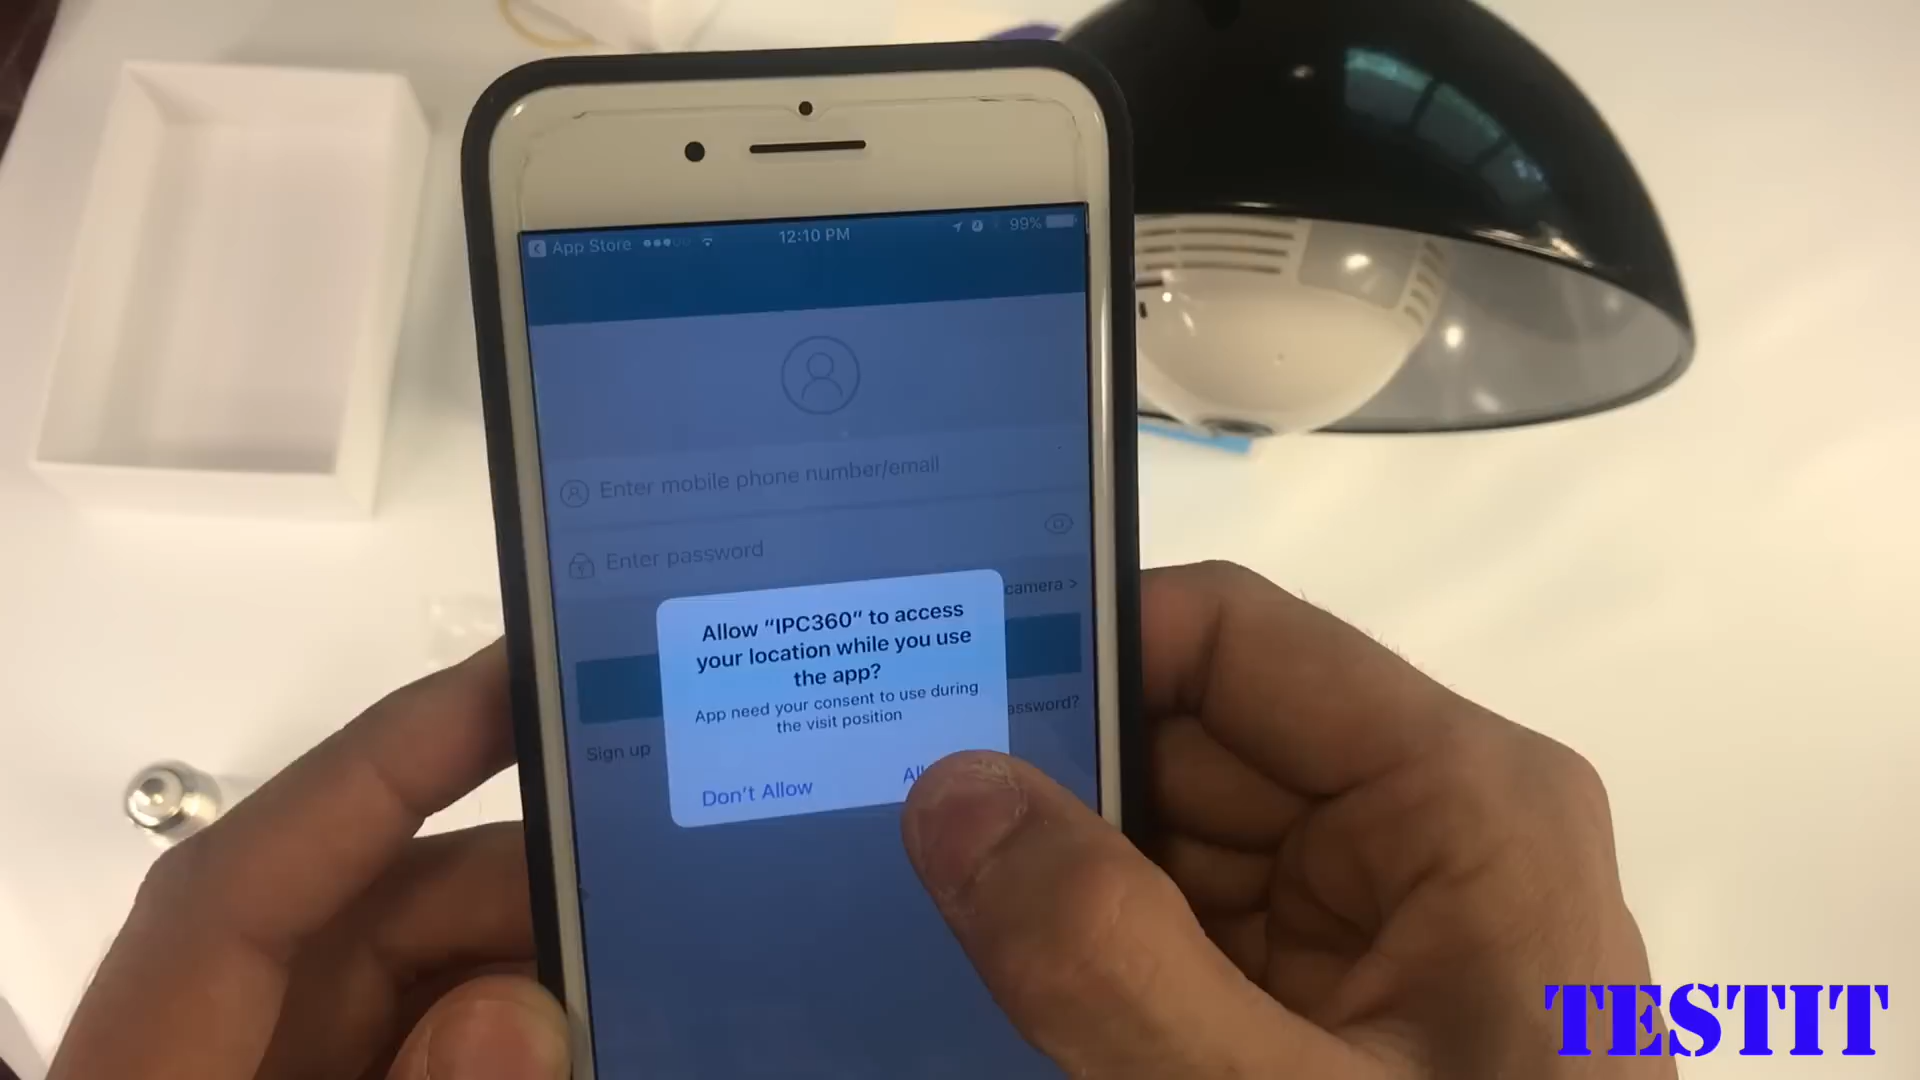 App Store
12:10 PM
99%
Enter mobile phone number/email
Enter password
camera >
Allow "IPC360" to access
your location while you use
the app?
App need your consent to use during
the visit position
assword?
Sign up
Don't Allow
All
TESTIT